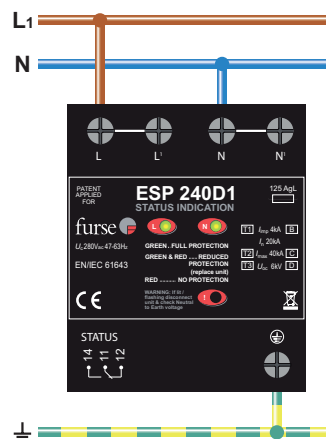 L1
N
L L¹ N N¹
PATENT APPLIED FOR
ESP 240D1
STATUS INDICATION
125 AgL
furse
L N
Uc 280VAC 47-63Hz
EN/IEC 61643
GREEN . FULL PROTECTION
GREEN & RED .... REDUCED
PROTECTION
(replace unit)
RED ......... NO PROTECTION
T1 Iimp 4kA B
In 20kA
T2 Imax 40kA C
T3 Uoc 6kV D
CE
WARNING: If lit /
flashing disconnect
unit & check Neutral
to Earth voltage
!
STATUS
14 11 12